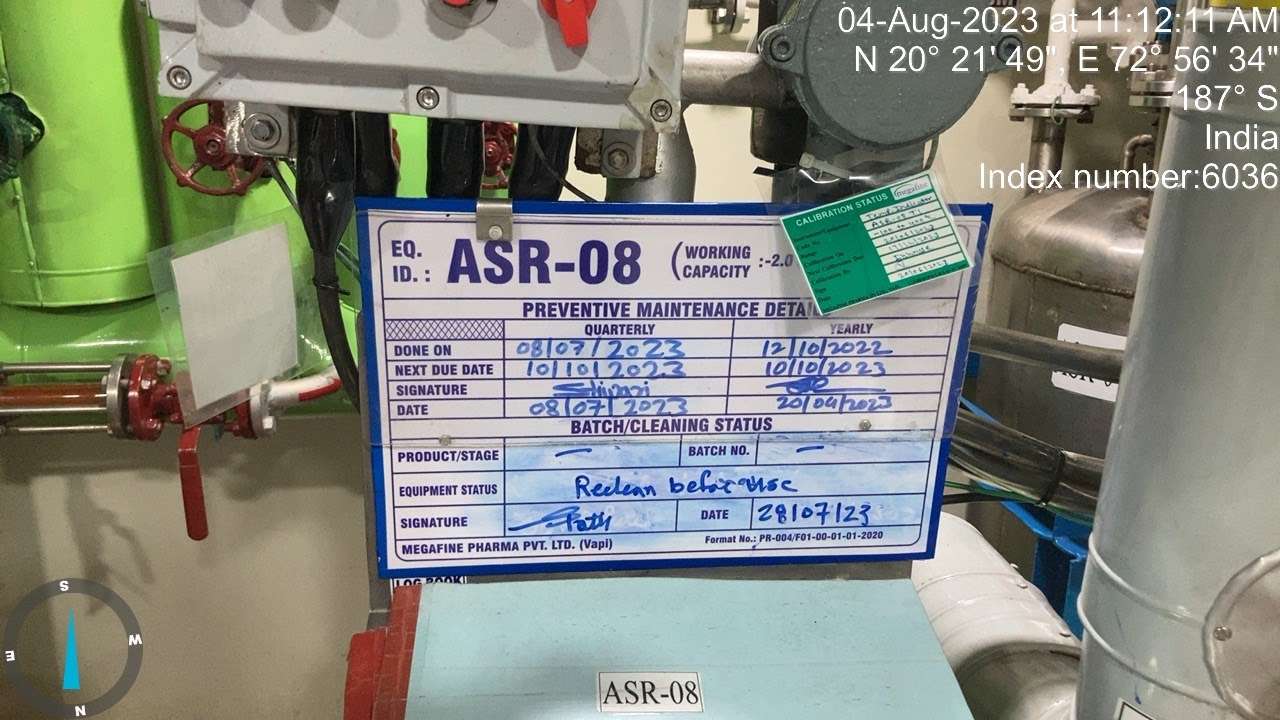 04-Aug-2023 at 11:12:11 AM
N 20° 21' 49", E 72° 56' 34"
187° S
India
Index number:6036
CALIBRATION STATUS megafine
EQ. ID. : ASR-08 (WORKING CAPACITY :-2.0
PREVENTIVE MAINTENANCE DETAI
QUARTERLY YEARLY
DONE ON 08/07/2023 12/10/2022
NEXT DUE DATE 10/10/2023 10/10/2023
SIGNATURE Shivani
DATE 08/07/2023 20/04/2023
BATCH/CLEANING STATUS
PRODUCT/STAGE — BATCH NO. —
EQUIPMENT STATUS Reclean before use
SIGNATURE DATE 28/07/23
MEGAFINE PHARMA PVT. LTD. (Vapi) Format No.: PR-004/F01-00-01-01-2020
LOG BOOK
ASR-08
S
W
E
N